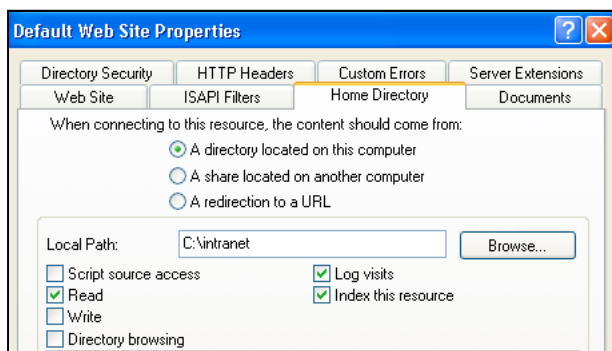 Default Web Site Properties
Directory Security HTTP Headers Custom Errors Server Extensions
Web Site ISAPI Filters Home Directory Documents
When connecting to this resource, the content should come from:
A directory located on this computer
A share located on another computer
A redirection to a URL
Local Path: C:\intranet Browse...
Script source access Log visits
Read Index this resource
Write
Directory browsing